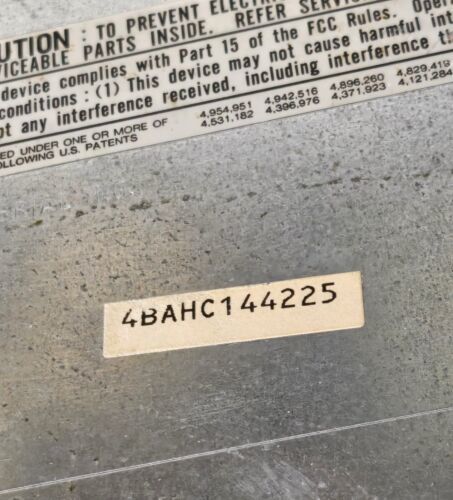 CAUTION : TO PREVENT ELECTRI
VICEABLE PARTS INSIDE. REFER SERVI
device complies with Part 15 of the FCC Rules. Oper
conditions : (1) This device may not cause harmful int
pt any interference received, including interference th
ED UNDER ONE OR MORE OF
OLLOWING U.S. PATENTS
4,954,951 4,942,516 4,896,260 4,829,419
4,531,182 4,396,976 4,371,923 4,121,284
4BAHC144225